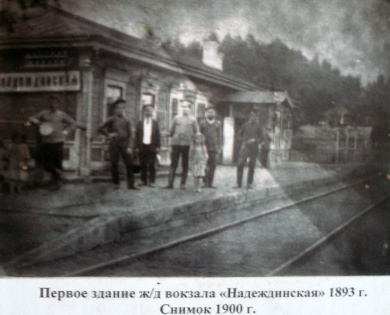 Первое здание ж/д вокзала «Надеждинская» 1893 г.
Снимок 1900 г.